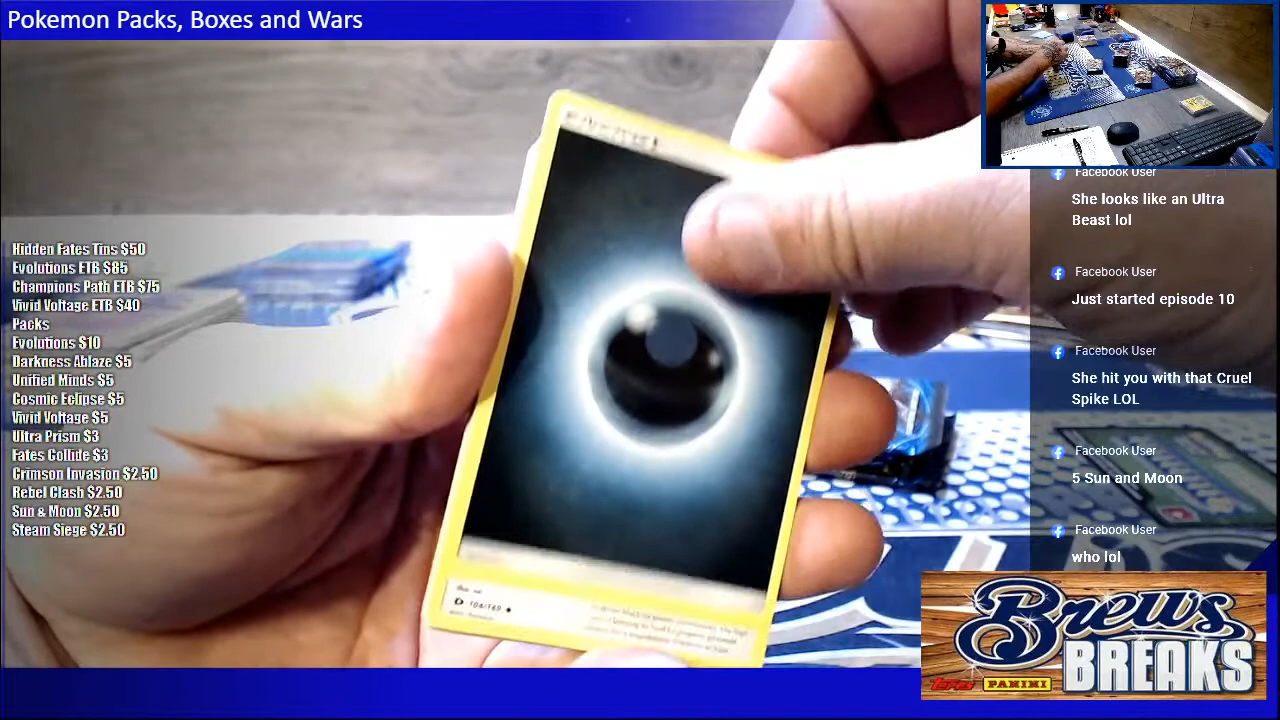 Pokemon Packs, Boxes and Wars
Hidden Fates Tins $50
Evolutions ETB $85
Champions Path ETB $75
Vivid Voltage ETB $40
Packs
Evolutions $10
Darkness Ablaze $5
Unified Minds $5
Cosmic Eclipse $5
Vivid Voltage $5
Ultra Prism $3
Fates Collide $3
Crimson Invasion $2.50
Rebel Clash $2.50
Sun & Moon $2.50
Steam Siege $2.50
Facebook User
She looks like an Ultra
Beast lol
Facebook User
Just started episode 10
Facebook User
She hit you with that Cruel
Spike LOL
Facebook User
5 Sun and Moon
Facebook User
who lol
Brews
BREAKS
topps PANINI